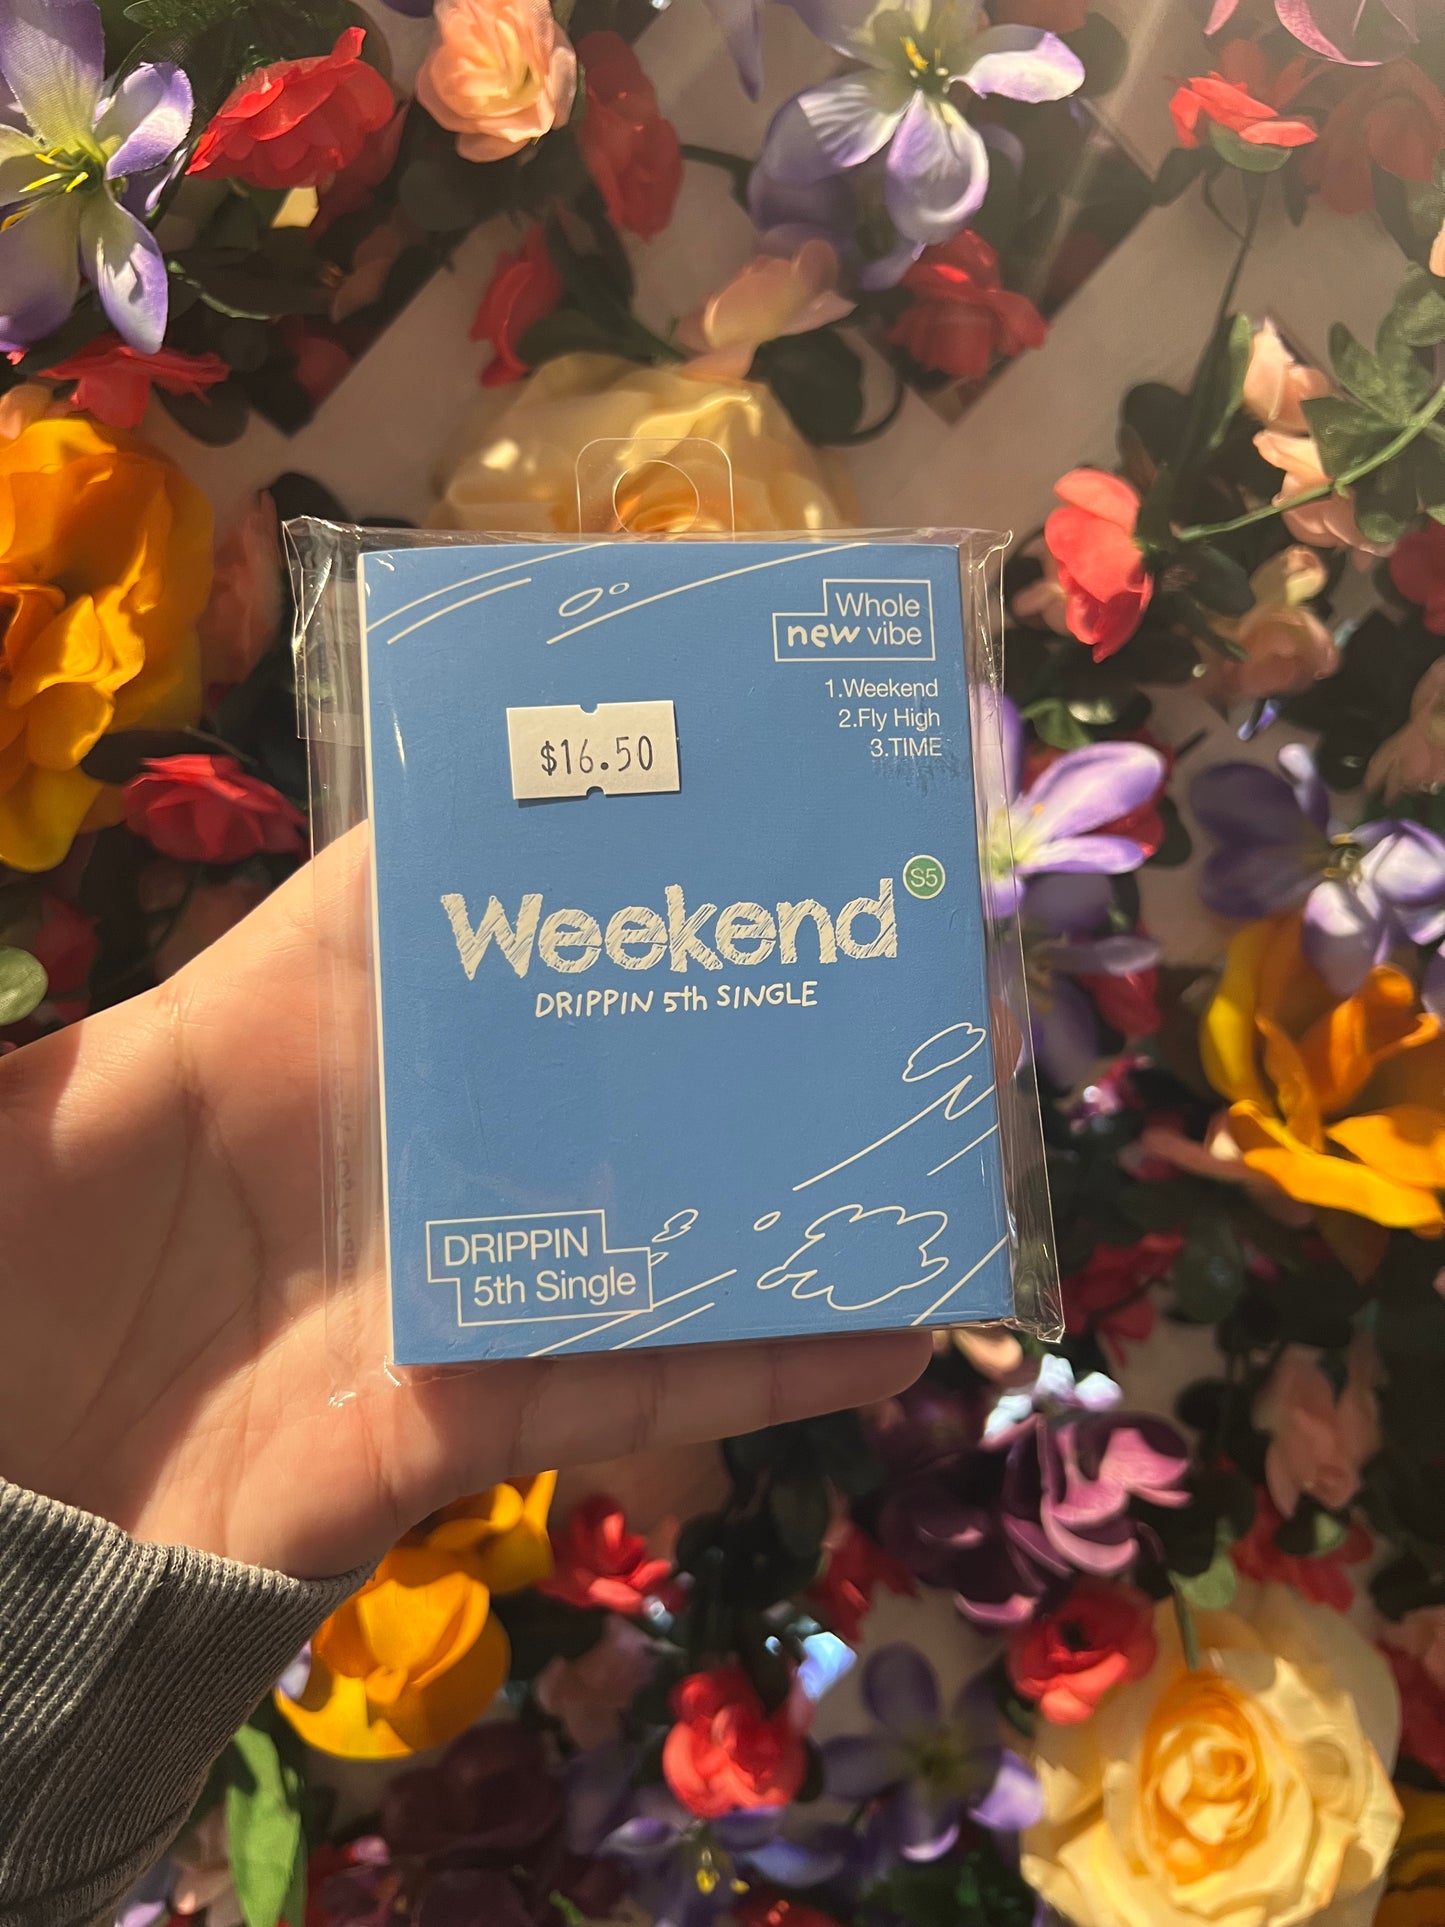 Whole
new vibe
1.Weekend
2.Fly High
3.TIME
$16.50
Weekend
S5
DRIPPIN 5th SINGLE
DRIPPIN
5th Single